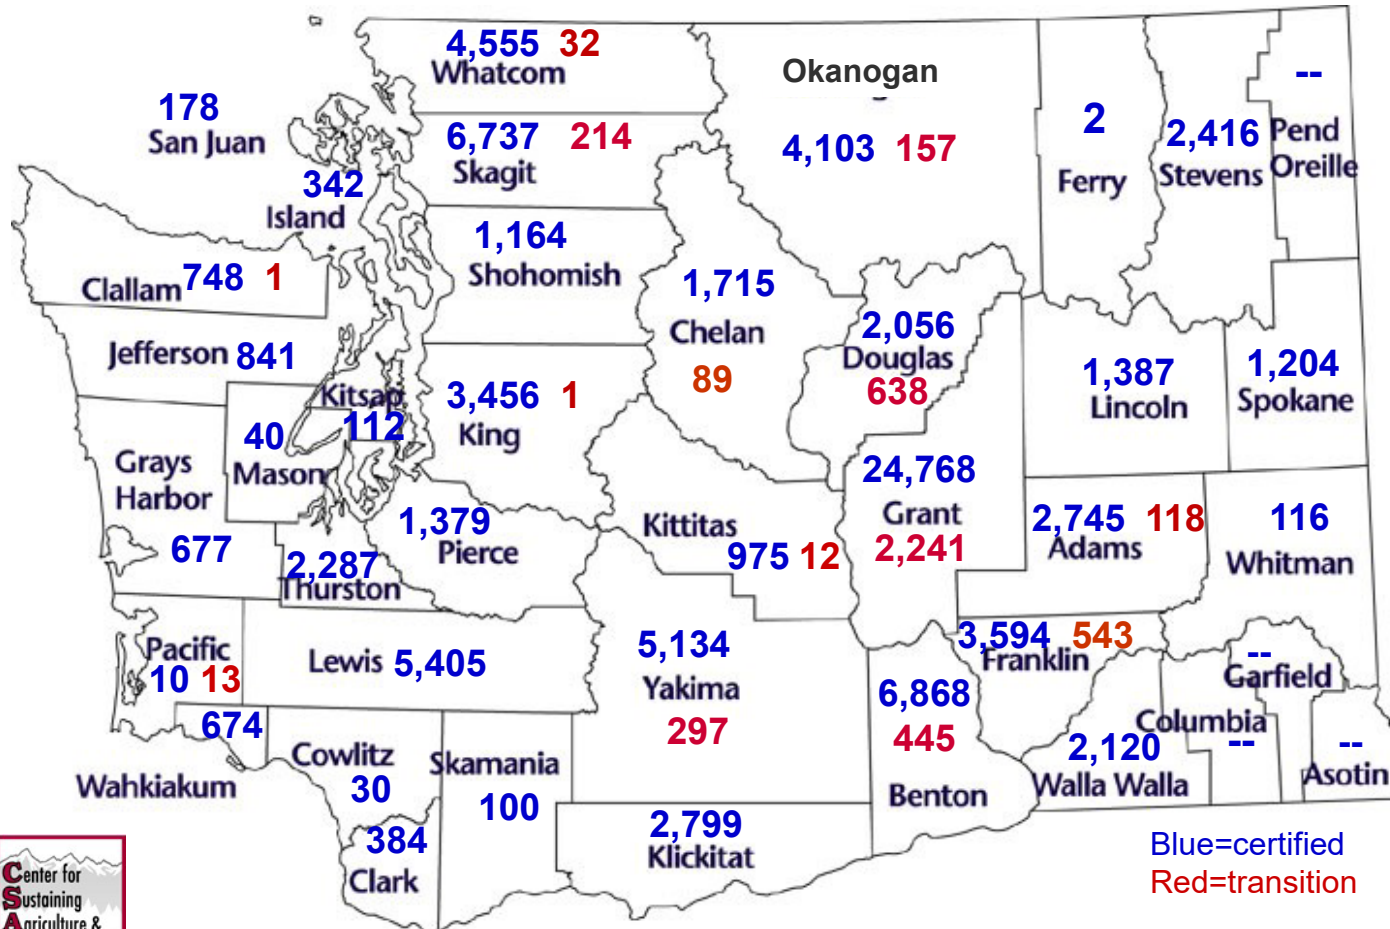 4,555 32
Whatcom
Okanogan
4,103 157
2
Ferry
2,416
Stevens
--
Pend
Oreille
178
San Juan
6,737 214
Skagit
342
Island
1,164
Shohomish
Clallam 748 1
1,715
Chelan
89
2,056
Douglas
638
Jefferson 841
Kitsap
112
3,456 1
King
1,387
Lincoln
1,204
Spokane
40
Mason
Grays
Harbor
677
24,768
Grant
2,241
1,379
Pierce
Kittitas
975 12
2,745 118
Adams
116
Whitman
2,287
Thurston
Pacific
10 13
Lewis 5,405
5,134
Yakima
297
3,594 543
Franklin
--
Garfield
6,868
445
Benton
Columbia
--
2,120
Walla Walla
--
Asotin
674
Wahkiakum
Cowlitz
30
Skamania
100
384
Clark
2,799
Klickitat
Blue=certified
Red=transition
Center for
Sustaining
Agriculture &